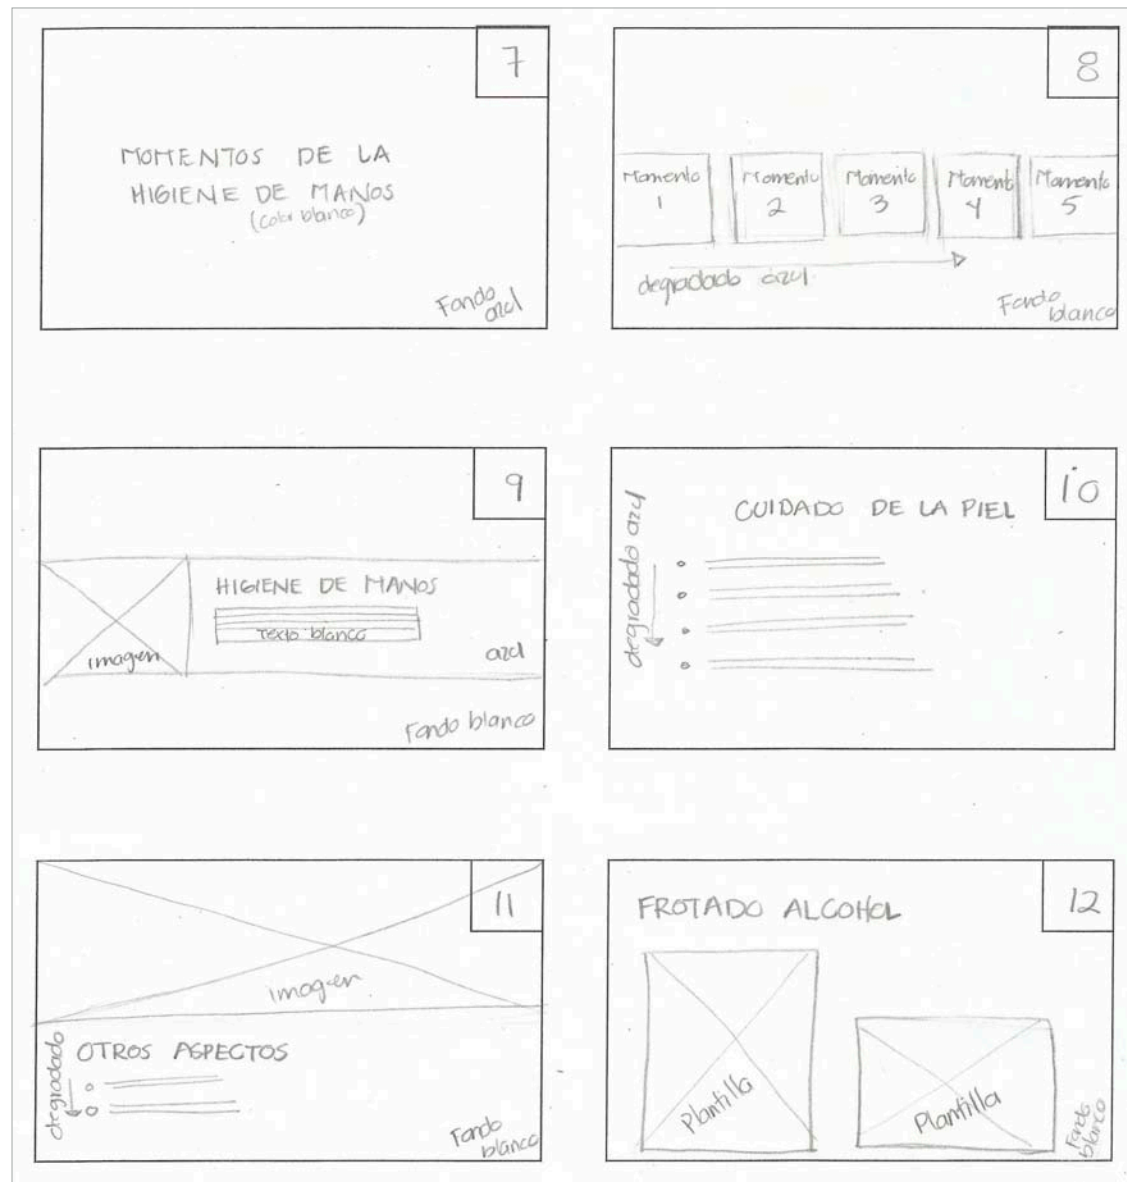 7
MOMENTOS DE LA
HIGIENE DE MANOS
(color blanco)
Fondo
azul
8
Momento
1
Momento
2
Momento
3
Momento
4
Momento
5
degradado azul
Fondo
blanco
9
HIGIENE DE MANOS
texto blanco
imagen
azul
Fondo blanco
10
CUIDADO DE LA PIEL
degradado azul
11
imagen
OTROS ASPECTOS
degradado
Fondo
blanco
12
FROTADO ALCOHOL
Plantilla
Plantilla
Fondo
blanco